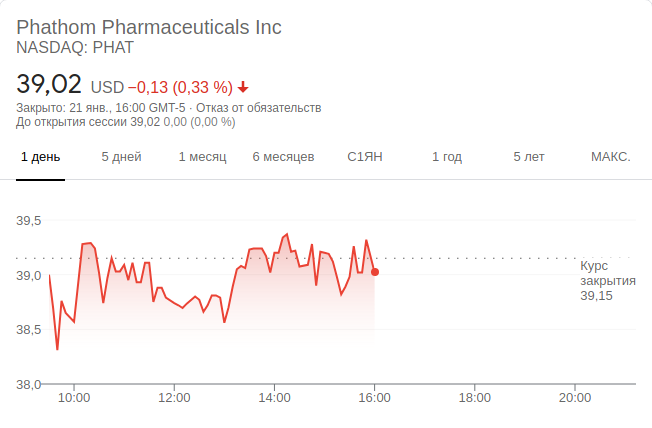 Phathom Pharmaceuticals Inc
NASDAQ: PHAT
39,02 USD −0,13 (0,33 %)
Закрыто: 21 янв., 16:00 GMT-5 · Отказ от обязательств
До открытия сессии 39,02 0,00 (0,00 %)
1 день 5 дней 1 месяц 6 месяцев С1ЯН 1 год 5 лет МАКС.
39,5
39,0
38,5
38,0
Курс
закрытия
39,15
10:00 12:00 14:00 16:00 18:00 20:00